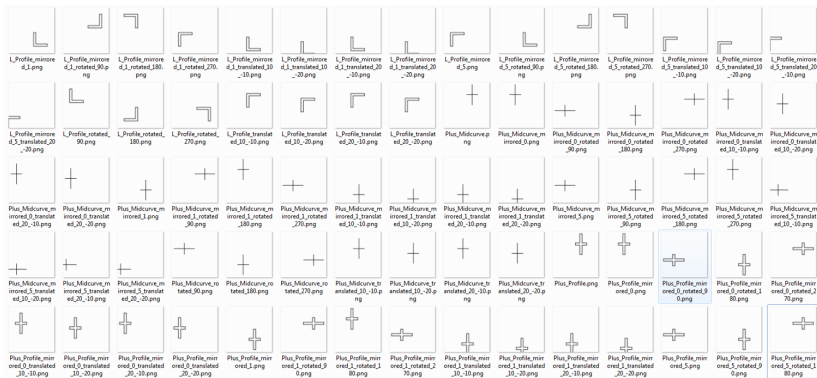 L_Profile_mirrore
d_1.png
L_Profile_mirrore
d_1_rotated_90.p
ng
L_Profile_mirrore
d_1_rotated_180.
png
L_Profile_mirrore
d_1_rotated_270.
png
L_Profile_mirrore
d_1_translated_10
_-10.png
L_Profile_mirrore
d_1_translated_10
_-20.png
L_Profile_mirrore
d_1_translated_20
_-10.png
L_Profile_mirrore
d_1_translated_20
_-20.png
L_Profile_mirrore
d_5.png
L_Profile_mirrore
d_5_rotated_90.p
ng
L_Profile_mirrore
d_5_rotated_180.
png
L_Profile_mirrore
d_5_rotated_270.
png
L_Profile_mirrore
d_5_translated_10
_-10.png
L_Profile_mirrore
d_5_translated_10
_-20.png
L_Profile_mirrore
d_5_translated_20
_-10.png
L_Profile_mirrore
d_5_translated_20
_-20.png
L_Profile_rotated_
90.png
L_Profile_rotated_
180.png
L_Profile_rotated_
270.png
L_Profile_translat
ed_10_-10.png
L_Profile_translat
ed_10_-20.png
L_Profile_translat
ed_20_-10.png
L_Profile_translat
ed_20_-20.png
Plus_Midcurve.p
ng
Plus_Midcurve_m
irrored_0.png
Plus_Midcurve_m
irrored_0_rotated
_90.png
Plus_Midcurve_m
irrored_0_rotated
_180.png
Plus_Midcurve_m
irrored_0_rotated
_270.png
Plus_Midcurve_m
irrored_0_translat
ed_10_-10.png
Plus_Midcurve_m
irrored_0_translat
ed_10_-20.png
Plus_Midcurve_m
irrored_0_translat
ed_20_-10.png
Plus_Midcurve_m
irrored_0_translat
ed_20_-20.png
Plus_Midcurve_m
irrored_1.png
Plus_Midcurve_m
irrored_1_rotated
_90.png
Plus_Midcurve_m
irrored_1_rotated
_180.png
Plus_Midcurve_m
irrored_1_rotated
_270.png
Plus_Midcurve_m
irrored_1_translat
ed_10_-10.png
Plus_Midcurve_m
irrored_1_translat
ed_10_-20.png
Plus_Midcurve_m
irrored_1_translat
ed_20_-10.png
Plus_Midcurve_m
irrored_1_translat
ed_20_-20.png
Plus_Midcurve_m
irrored_5.png
Plus_Midcurve_m
irrored_5_rotated
_90.png
Plus_Midcurve_m
irrored_5_rotated
_180.png
Plus_Midcurve_m
irrored_5_rotated
_270.png
Plus_Midcurve_m
irrored_5_translat
ed_10_-10.png
Plus_Midcurve_m
irrored_5_translat
ed_10_-20.png
Plus_Midcurve_m
irrored_5_translat
ed_20_-10.png
Plus_Midcurve_m
irrored_5_translat
ed_20_-20.png
Plus_Midcurve_ro
tated_90.png
Plus_Midcurve_ro
tated_180.png
Plus_Midcurve_ro
tated_270.png
Plus_Midcurve_tr
anslated_10_-10.p
ng
Plus_Midcurve_tr
anslated_10_-20.p
ng
Plus_Midcurve_tr
anslated_20_-10.p
ng
Plus_Midcurve_tr
anslated_20_-20.p
ng
Plus_Profile.png
Plus_Profile_mirr
ored_0.png
Plus_Profile_mirr
ored_0_rotated_9
0.png
Plus_Profile_mirr
ored_0_rotated_1
80.png
Plus_Profile_mirr
ored_0_rotated_2
70.png
Plus_Profile_mirr
ored_0_translated
_10_-10.png
Plus_Profile_mirr
ored_0_translated
_10_-20.png
Plus_Profile_mirr
ored_0_translated
_20_-10.png
Plus_Profile_mirr
ored_0_translated
_20_-20.png
Plus_Profile_mirr
ored_1.png
Plus_Profile_mirr
ored_1_rotated_9
0.png
Plus_Profile_mirr
ored_1_rotated_1
80.png
Plus_Profile_mirr
ored_1_rotated_2
70.png
Plus_Profile_mirr
ored_1_translated
_10_-10.png
Plus_Profile_mirr
ored_1_translated
_10_-20.png
Plus_Profile_mirr
ored_1_translated
_20_-10.png
Plus_Profile_mirr
ored_1_translated
_20_-20.png
Plus_Profile_mirr
ored_5.png
Plus_Profile_mirr
ored_5_rotated_9
0.png
Plus_Profile_mirr
ored_5_rotated_1
80.png